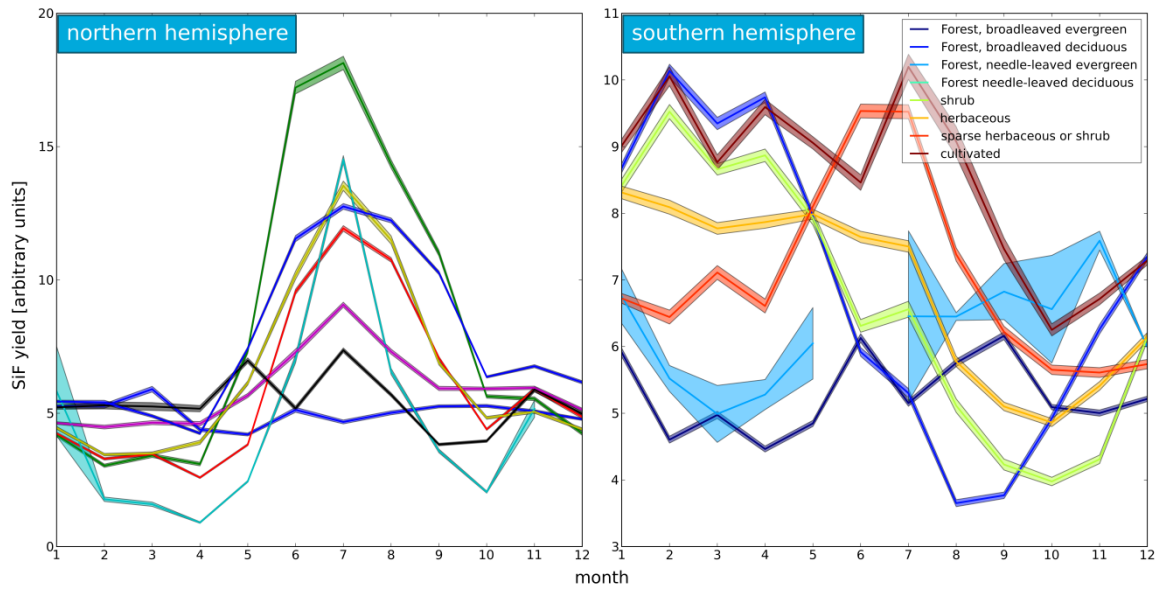 northern hemisphere
southern hemisphere
Forest, broadleaved evergreen
Forest, broadleaved deciduous
Forest, needle-leaved evergreen
Forest needle-leaved deciduous
shrub
herbaceous
sparse herbaceous or shrub
cultivated
SiF yield [arbitrary units]
20
15
10
5
0
1 2 3 4 5 6 7 8 9 10 11 12
11
10
9
8
7
6
5
4
3
1 2 3 4 5 6 7 8 9 10 11 12
month